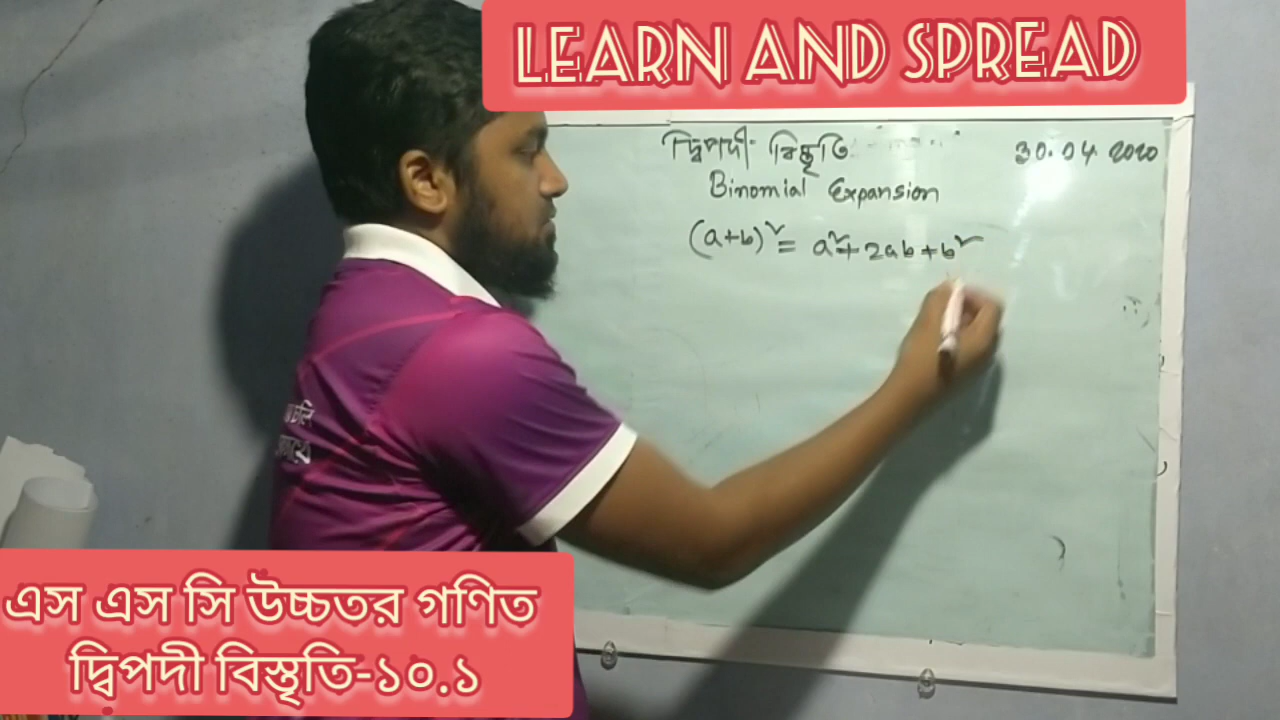 LEARN AND SPREAD
দ্বিপদী বিস্তৃতি
30.04.2020
Binomial Expansion
(a+b)² = a²+2ab+b²
এস এস সি উচ্চতর গণিত
দ্বিপদী বিস্তৃতি-১০.১